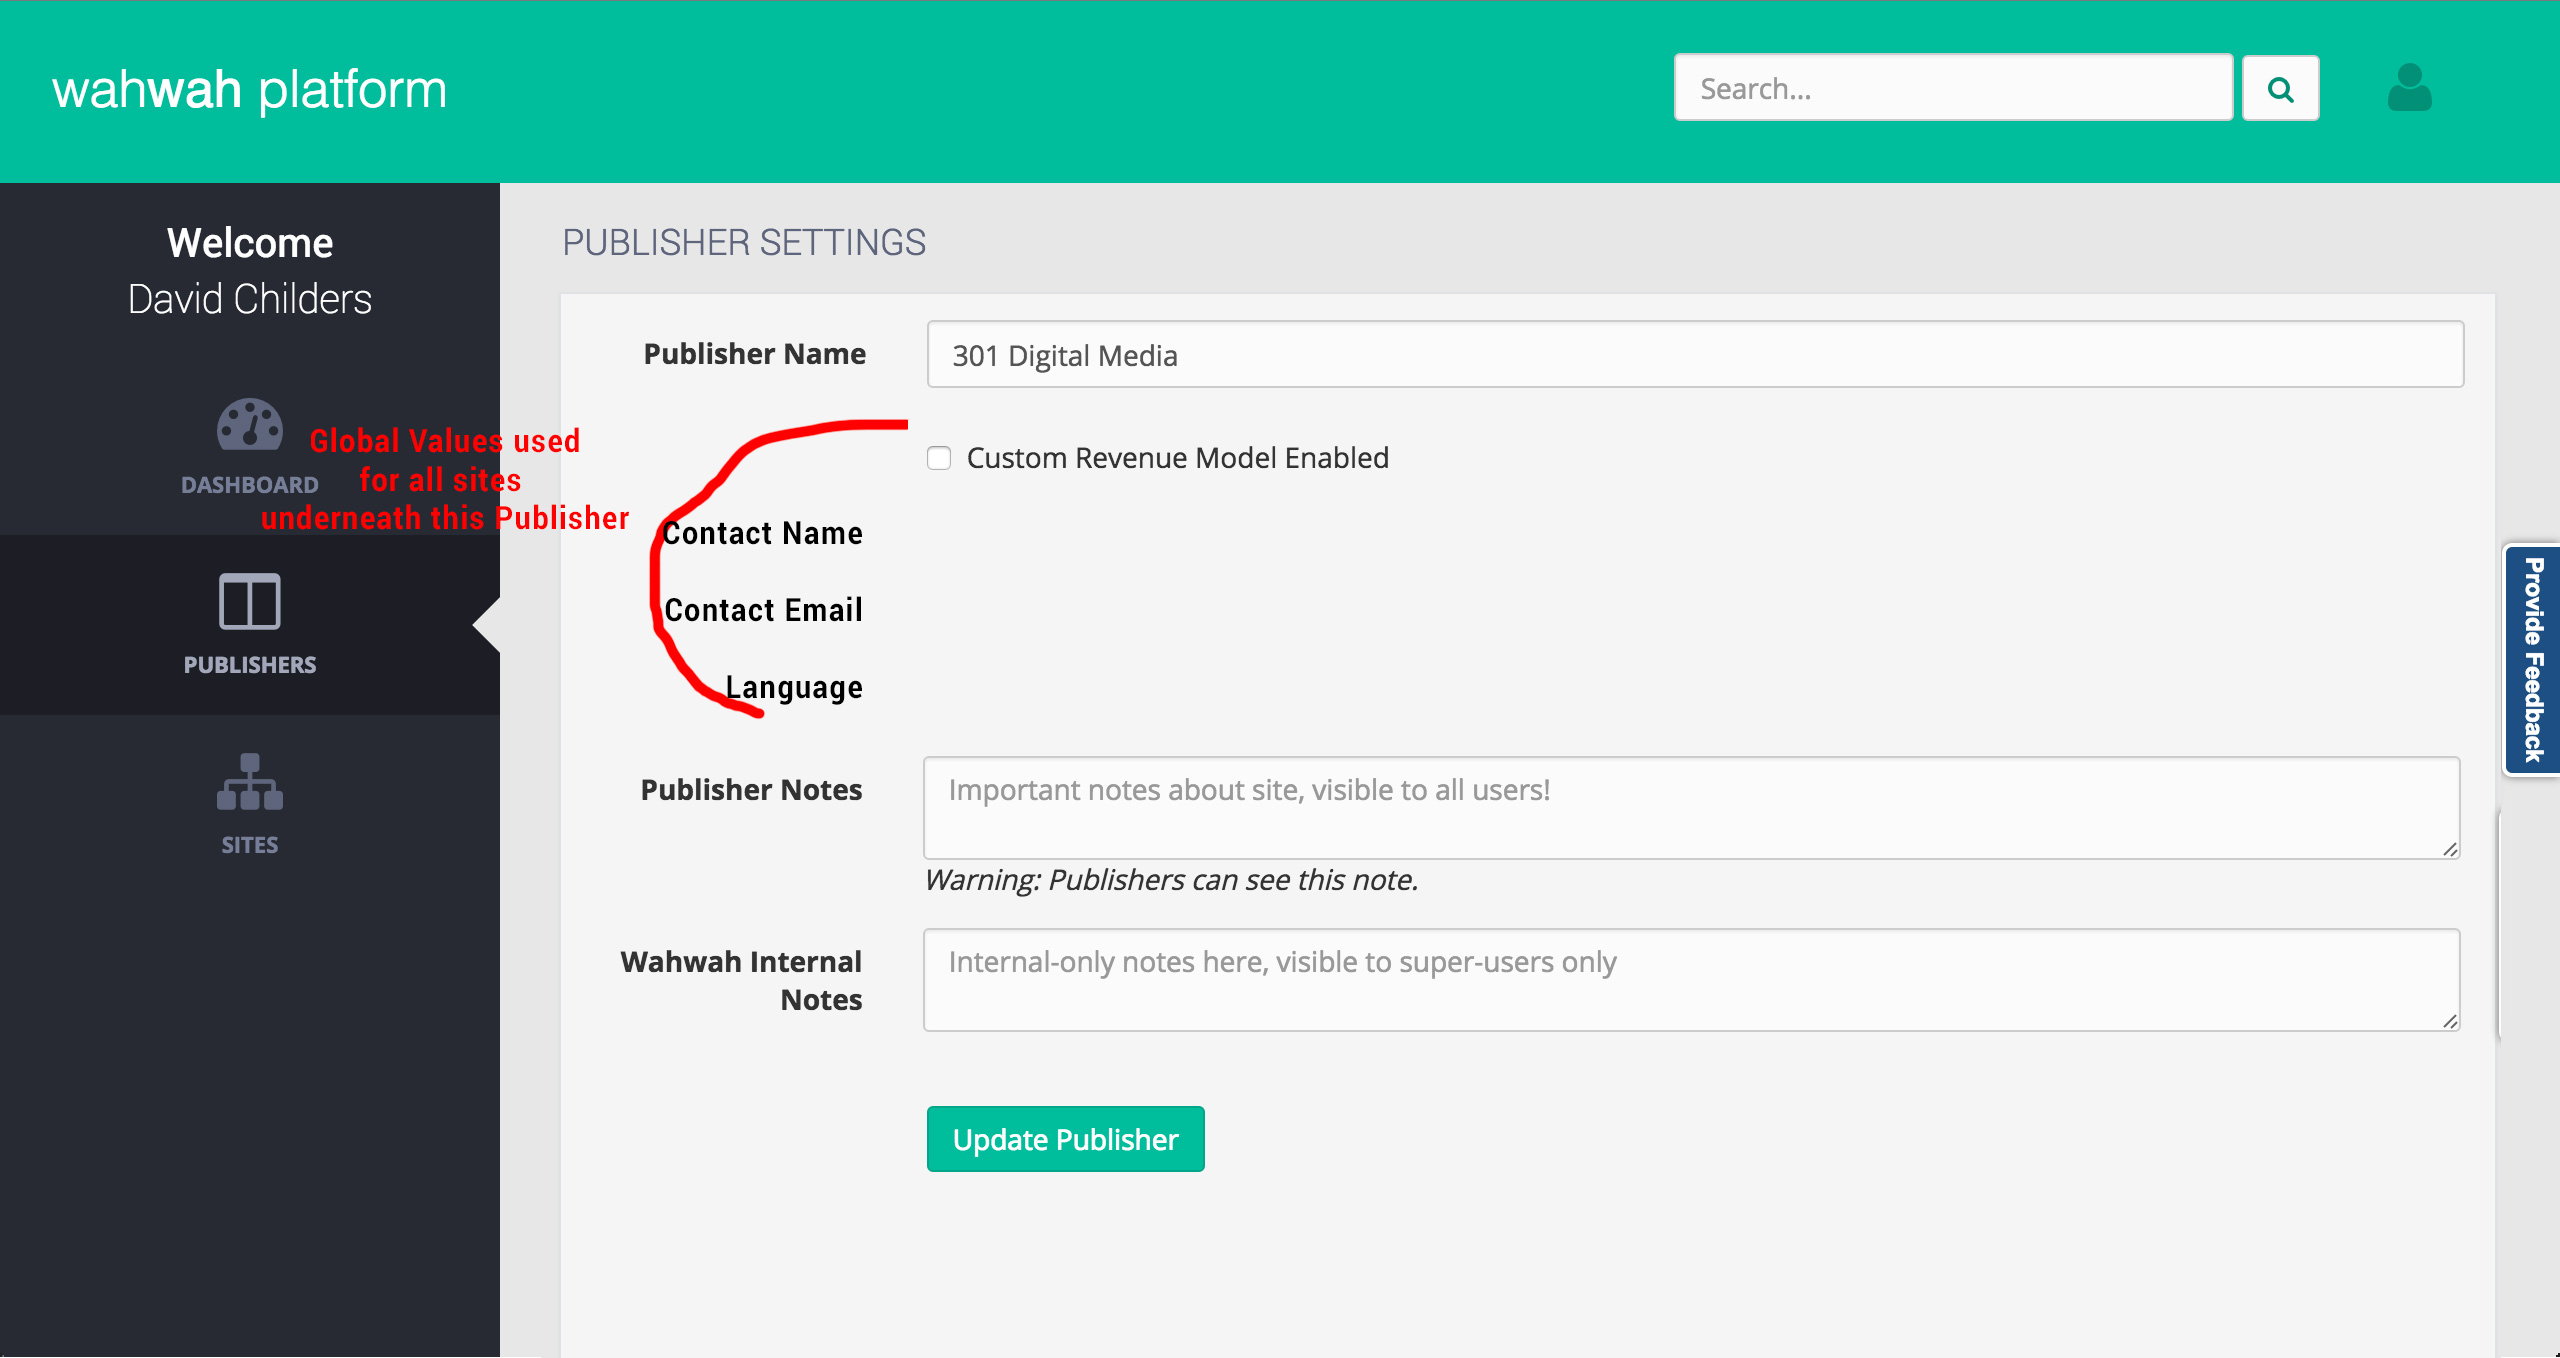 wahwah platform
Search...
Welcome
David Childers
DASHBOARD
PUBLISHERS
SITES
Global Values used
for all sites
underneath this Publisher
PUBLISHER SETTINGS
Publisher Name
301 Digital Media
Custom Revenue Model Enabled
Contact Name
Contact Email
Language
Publisher Notes
Important notes about site, visible to all users!
Warning: Publishers can see this note.
Wahwah Internal
Notes
Internal-only notes here, visible to super-users only
Update Publisher
Provide Feedback